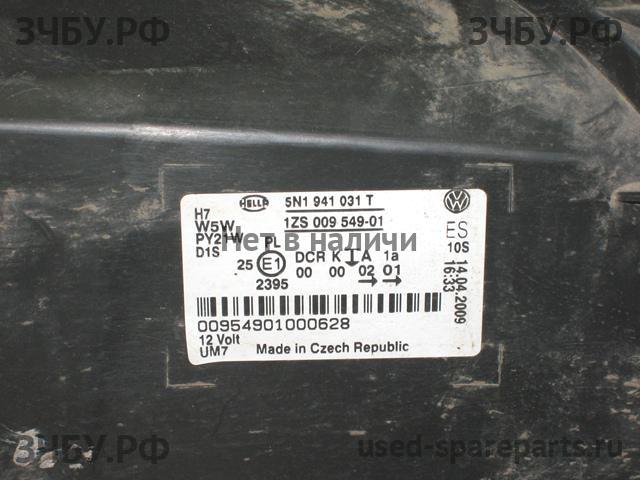 ЗЧБУ.РФ
ЗЧБУ.РФ
HELLA
5N1 941 031 T
1ZS 009 549-01
H7
W5W
PY21W
D1S
Нет в наличи
PL
25 E1
2395
DCR K A 1a
00 00 02 01
VW
ES
10S
14.04.2009
16:33
00954901000628
12 Volt
UM7
Made in Czech Republic
ЗЧБУ.РФ
used-spareparts.ru